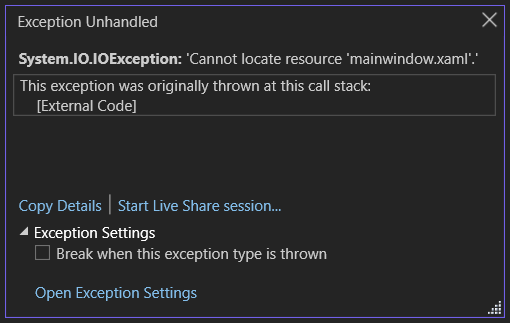 Exception Unhandled
System.IO.IOException: 'Cannot locate resource 'mainwindow.xaml'.'
This exception was originally thrown at this call stack:
[External Code]
Copy Details | Start Live Share session...
Exception Settings
Break when this exception type is thrown
Open Exception Settings